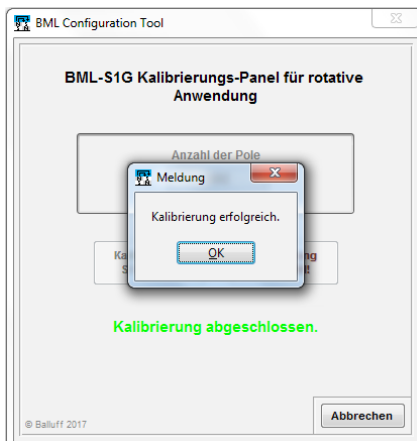 BML Configuration Tool
BML-S1G Kalibrierungs-Panel für rotative
Anwendung
Anzahl der Pole
Meldung
Kalibrierung erfolgreich.
OK
Kalibrierung abgeschlossen.
Abbrechen
© Balluff 2017